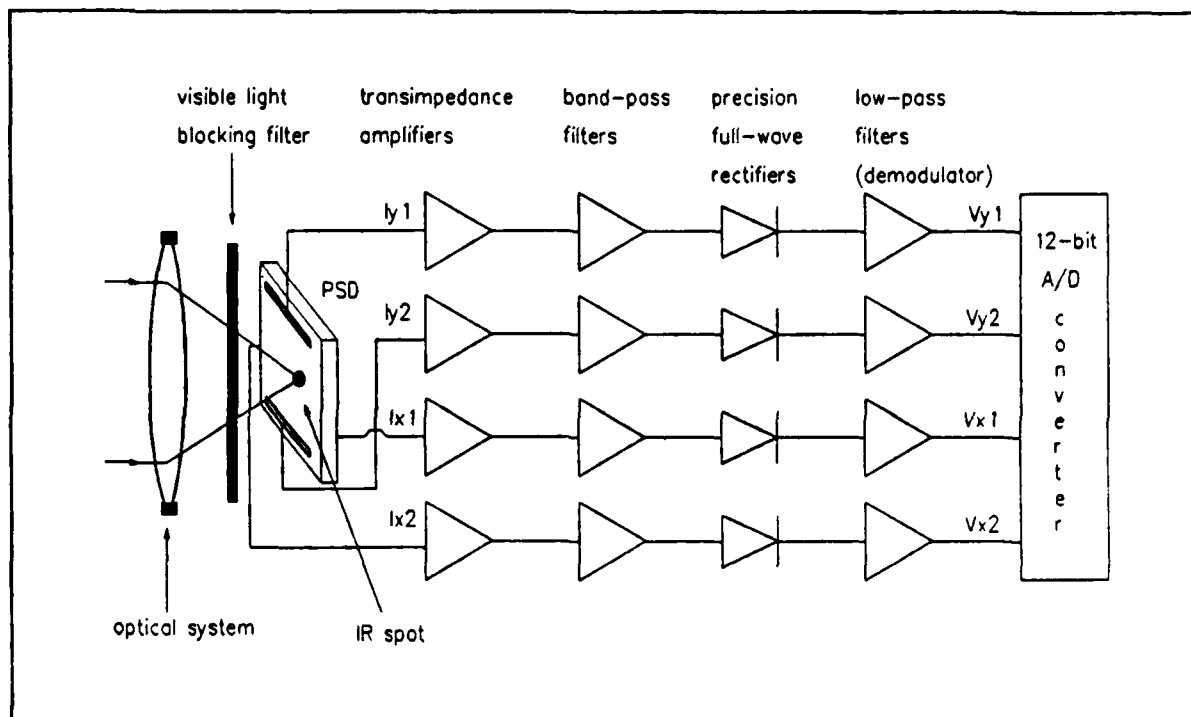 visible light
blocking filter
transimpedance
amplifiers
band-pass
filters
precision
full-wave
rectifiers
low-pass
filters
(demodulator)
Iy1
Vy1
12-bit
A/D
converter
PSD
Iy2
Vy2
Ix1
Vx1
Ix2
Vx2
optical system
IR spot